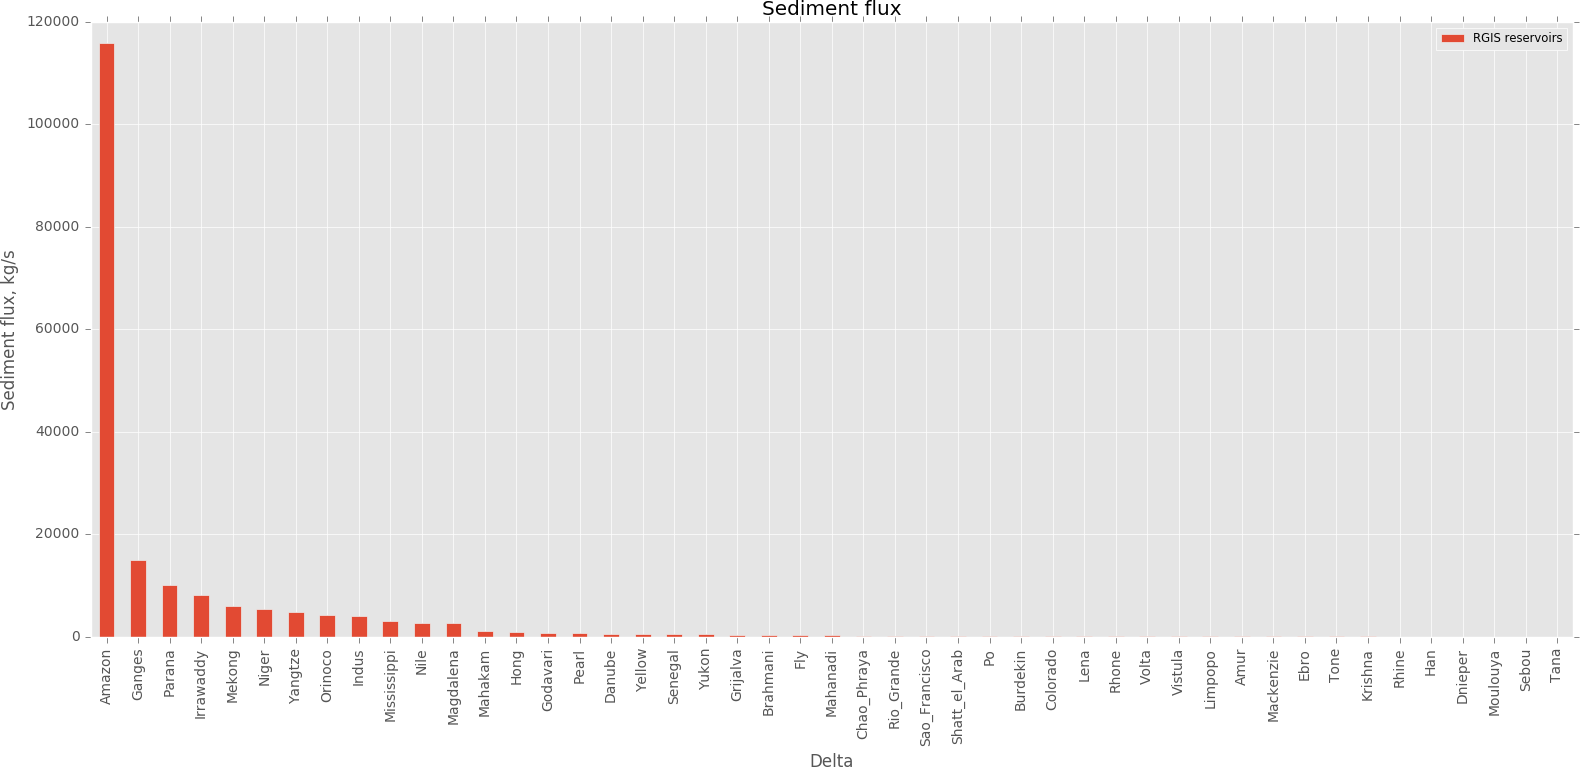 Sediment flux
RGIS reservoirs
Sediment flux, kg/s
120000
100000
80000
60000
40000
20000
0
Amazon
Ganges
Parana
Irrawaddy
Mekong
Niger
Yangtze
Orinoco
Indus
Mississippi
Nile
Magdalena
Mahakam
Hong
Godavari
Pearl
Danube
Yellow
Senegal
Yukon
Grijalva
Brahmani
Fly
Mahanadi
Chao_Phraya
Rio_Grande
Sao_Francisco
Shatt_el_Arab
Po
Burdekin
Colorado
Lena
Rhone
Volta
Vistula
Limpopo
Amur
Mackenzie
Ebro
Tone
Krishna
Rhine
Han
Dnieper
Moulouya
Sebou
Tana
Delta